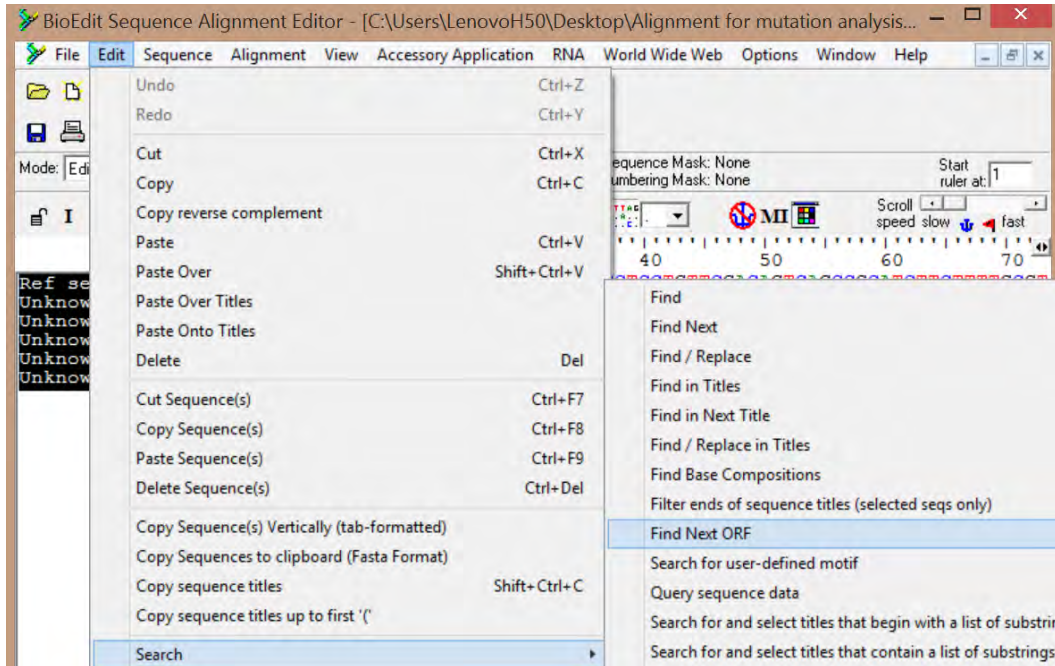 BioEdit Sequence Alignment Editor - [C:\Users\LenovoH50\Desktop\Alignment for mutation analysis...
File Edit Sequence Alignment View Accessory Application RNA World Wide Web Options Window Help
Undo Ctrl+Z
Redo Ctrl+Y
Cut Ctrl+X
Copy Ctrl+C
Copy reverse complement
Paste Ctrl+V
Paste Over Shift+Ctrl+V
Paste Over Titles
Paste Onto Titles
Delete Del
Cut Sequence(s) Ctrl+F7
Copy Sequence(s) Ctrl+F8
Paste Sequence(s) Ctrl+F9
Delete Sequence(s) Ctrl+Del
Copy Sequence(s) Vertically (tab-formatted)
Copy Sequences to clipboard (Fasta Format)
Copy sequence titles Shift+Ctrl+C
Copy sequence titles up to first '('
Search
Mode: Edi
I
Ref se
Unknow
Unknow
Unknow
Unknow
Unknow
equence Mask: None
umbering Mask: None
Start
ruler at: 1
MI
Scroll
speed slow fast
40 50 60 70
Find
Find Next
Find / Replace
Find in Titles
Find in Next Title
Find / Replace in Titles
Find Base Compositions
Filter ends of sequence titles (selected seqs only)
Find Next ORF
Search for user-defined motif
Query sequence data
Search for and select titles that begin with a list of substrin
Search for and select titles that contain a list of substrings